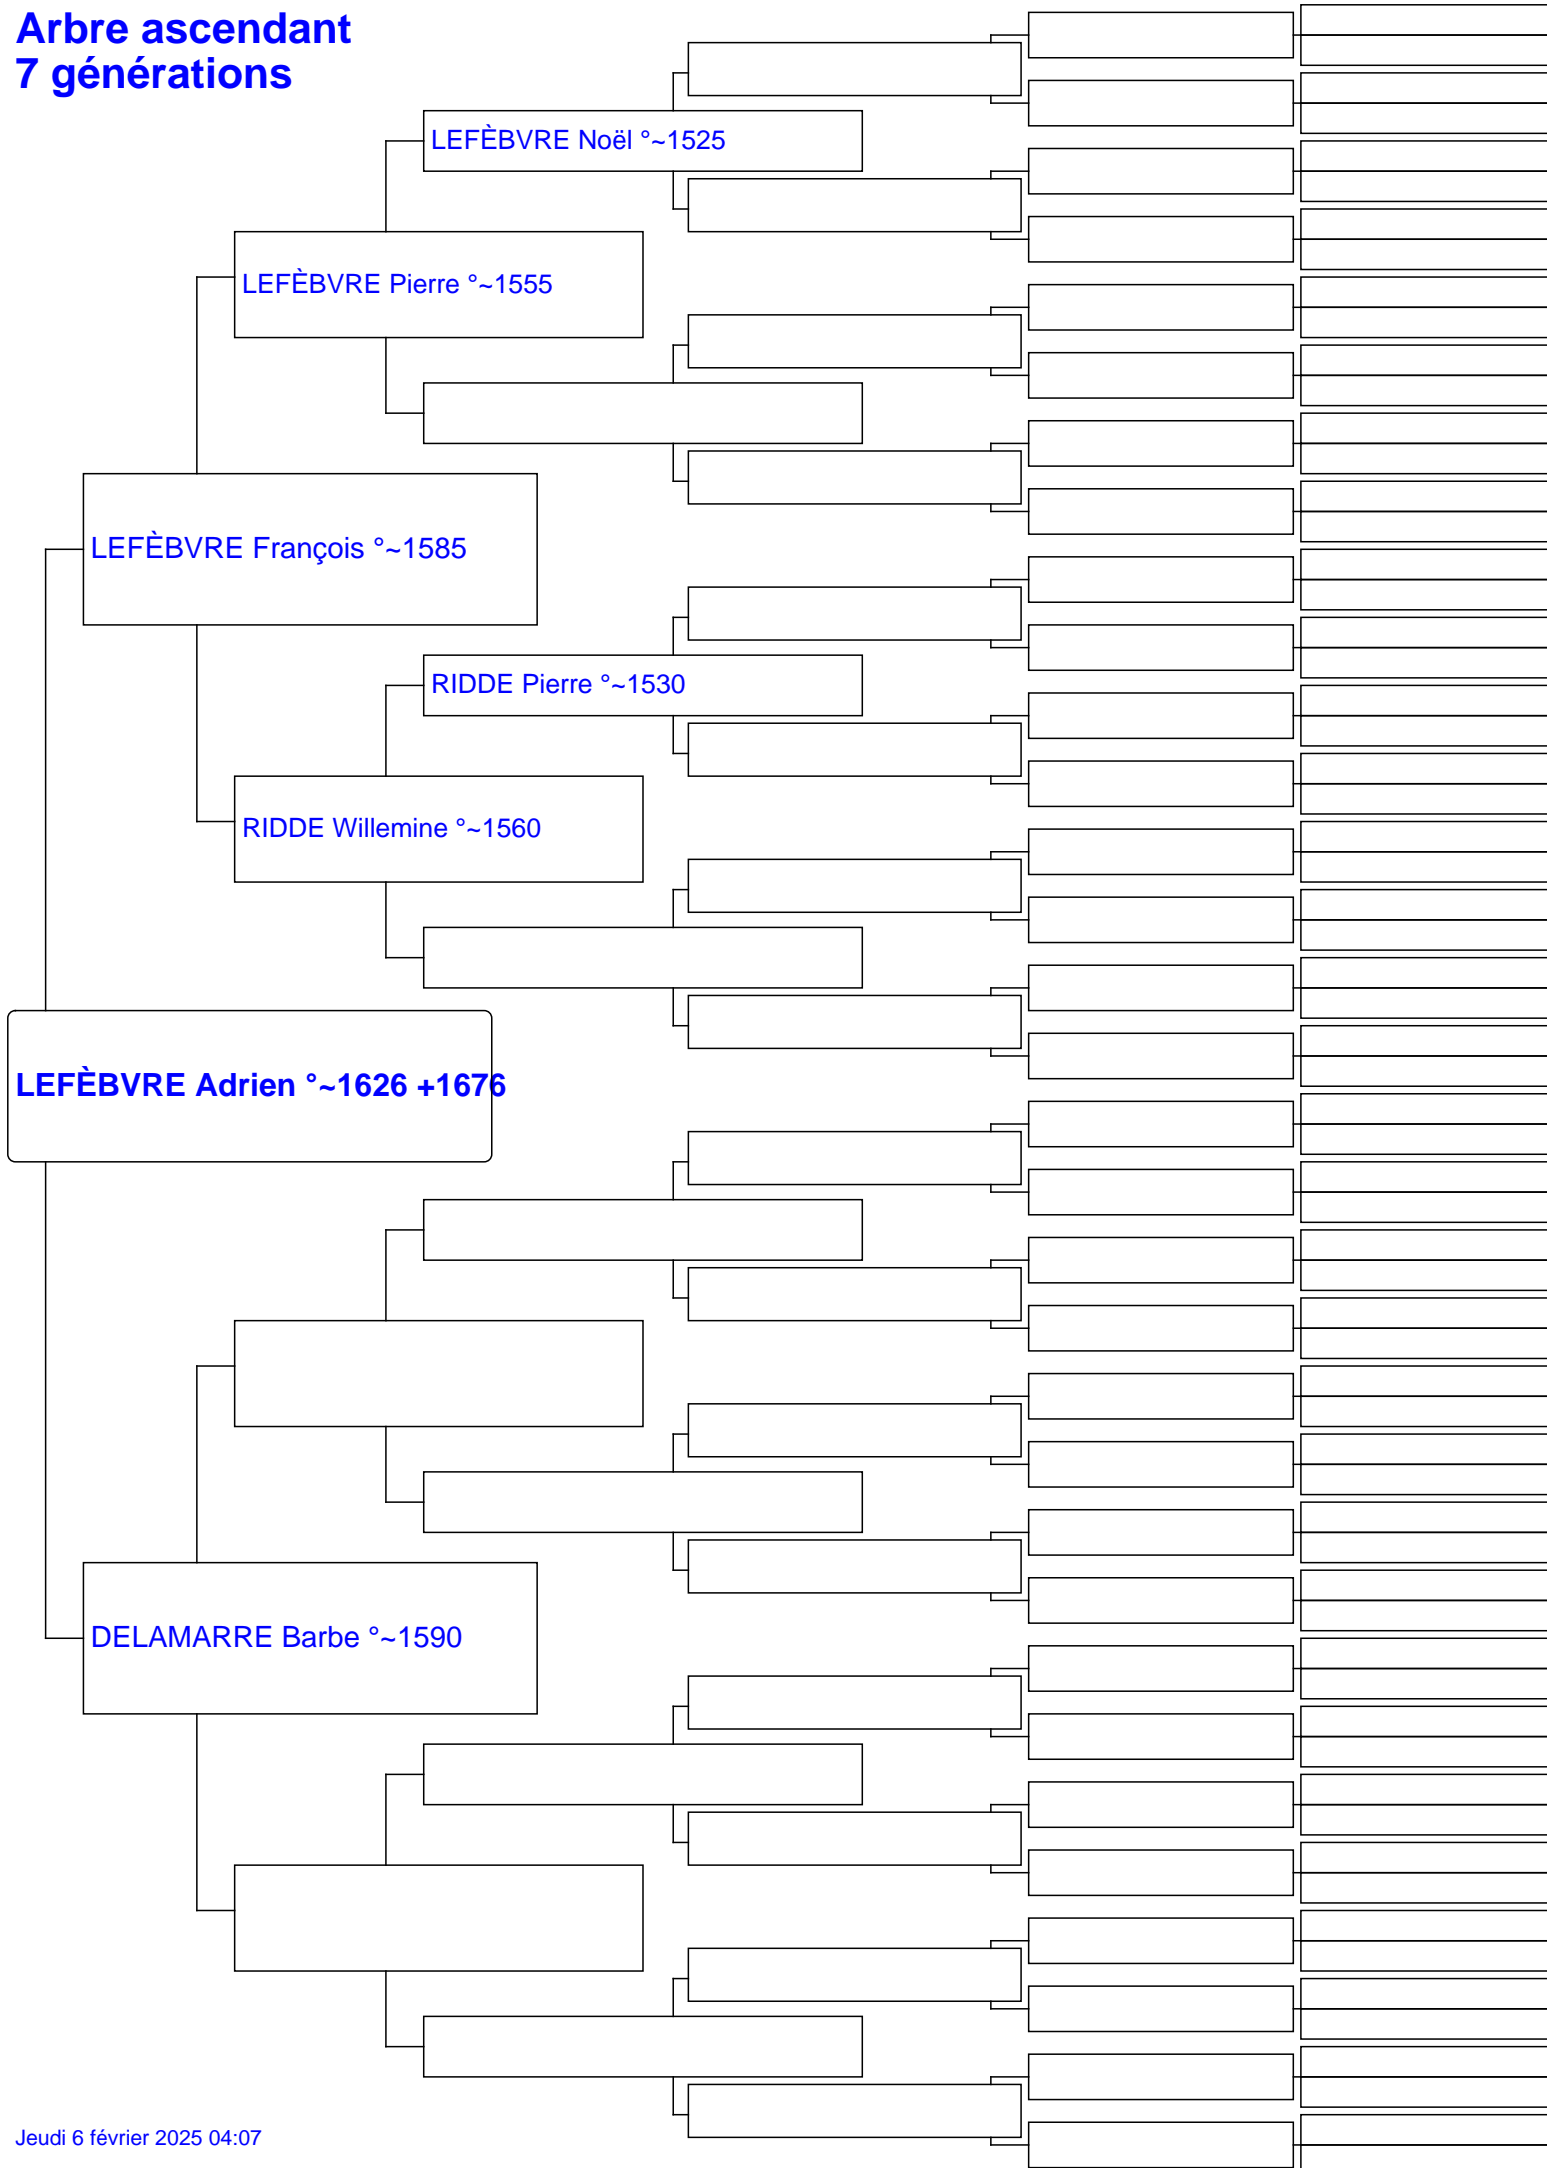 Arbre ascendant
7 générations
LEFÈBVRE Noël °~1525
LEFÈBVRE Pierre °~1555
LEFÈBVRE François °~1585
RIDDE Pierre °~1530
RIDDE Willemine °~1560
LEFÈBVRE Adrien °~1626 +1676
DELAMARRE Barbe °~1590
Jeudi 6 février 2025 04:07